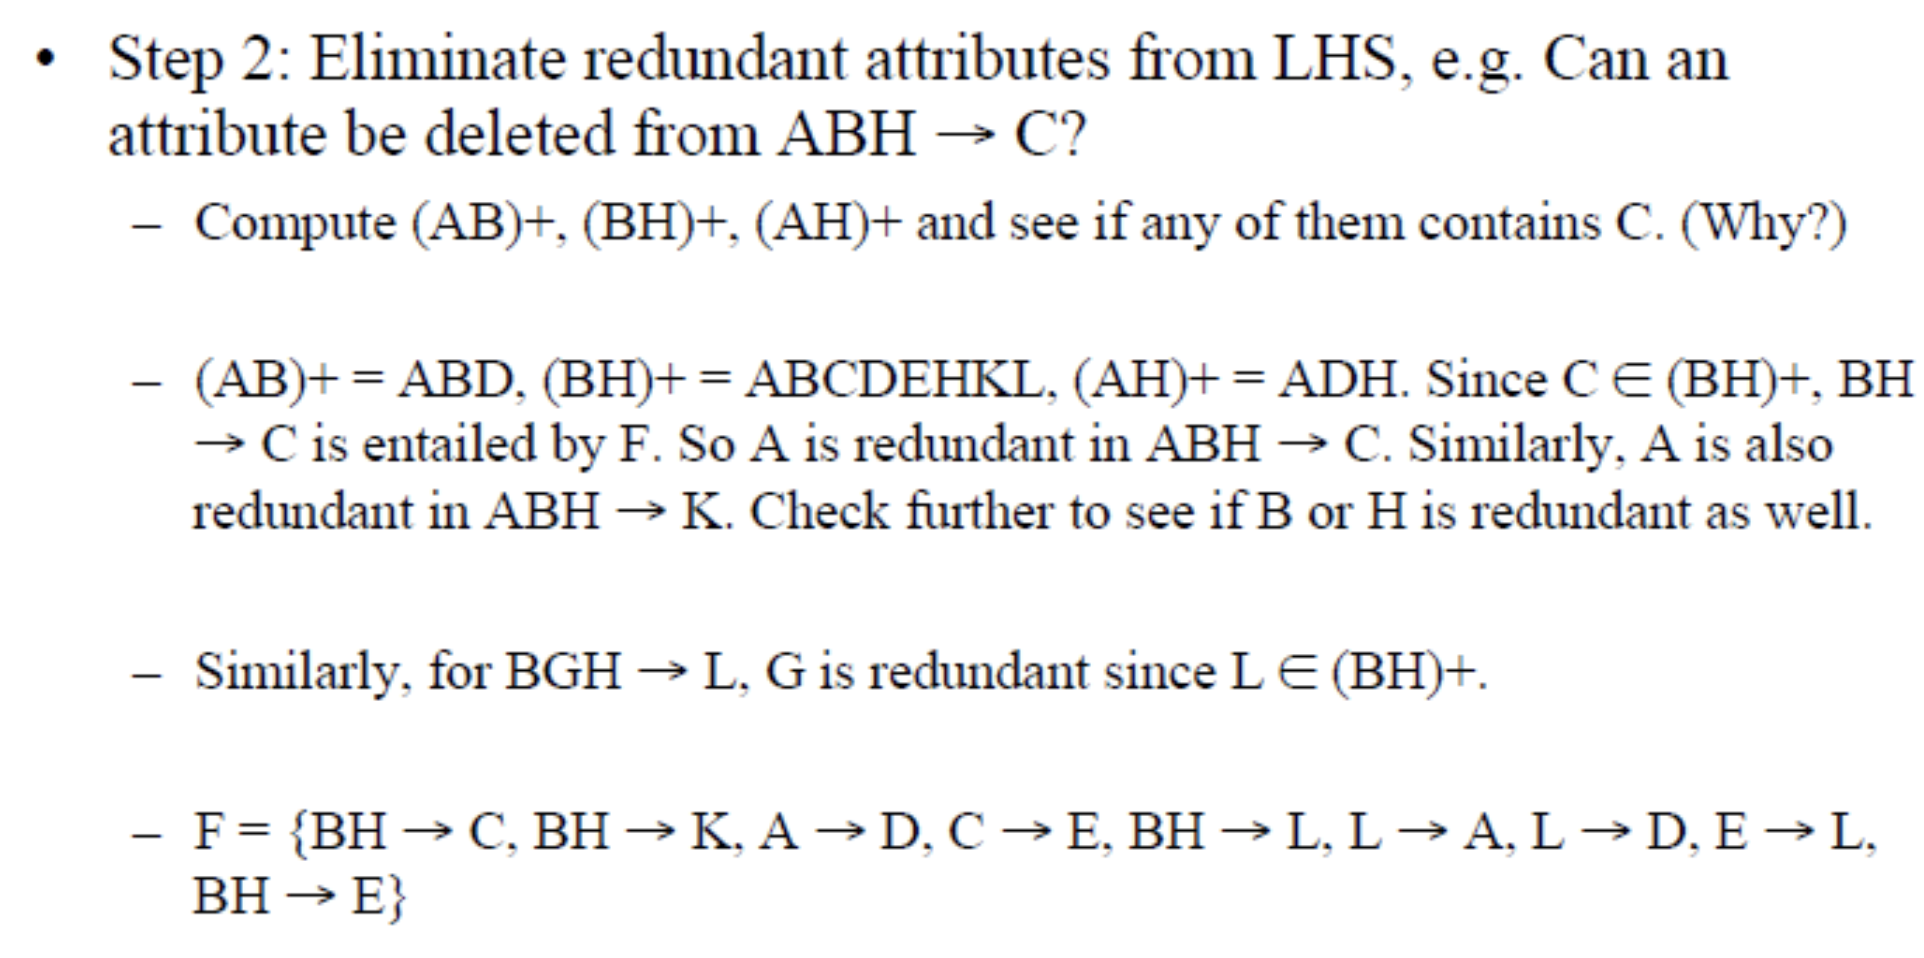 • Step 2: Eliminate redundant attributes from LHS, e.g. Can an
attribute be deleted from ABH → C?
– Compute (AB)+, (BH)+, (AH)+ and see if any of them contains C. (Why?)
– (AB)+ = ABD, (BH)+ = ABCDEHKL, (AH)+ = ADH. Since C ∈ (BH)+, BH
→ C is entailed by F. So A is redundant in ABH → C. Similarly, A is also
redundant in ABH → K. Check further to see if B or H is redundant as well.
– Similarly, for BGH → L, G is redundant since L ∈ (BH)+.
– F = {BH → C, BH → K, A → D, C → E, BH → L, L → A, L → D, E → L,
BH → E}